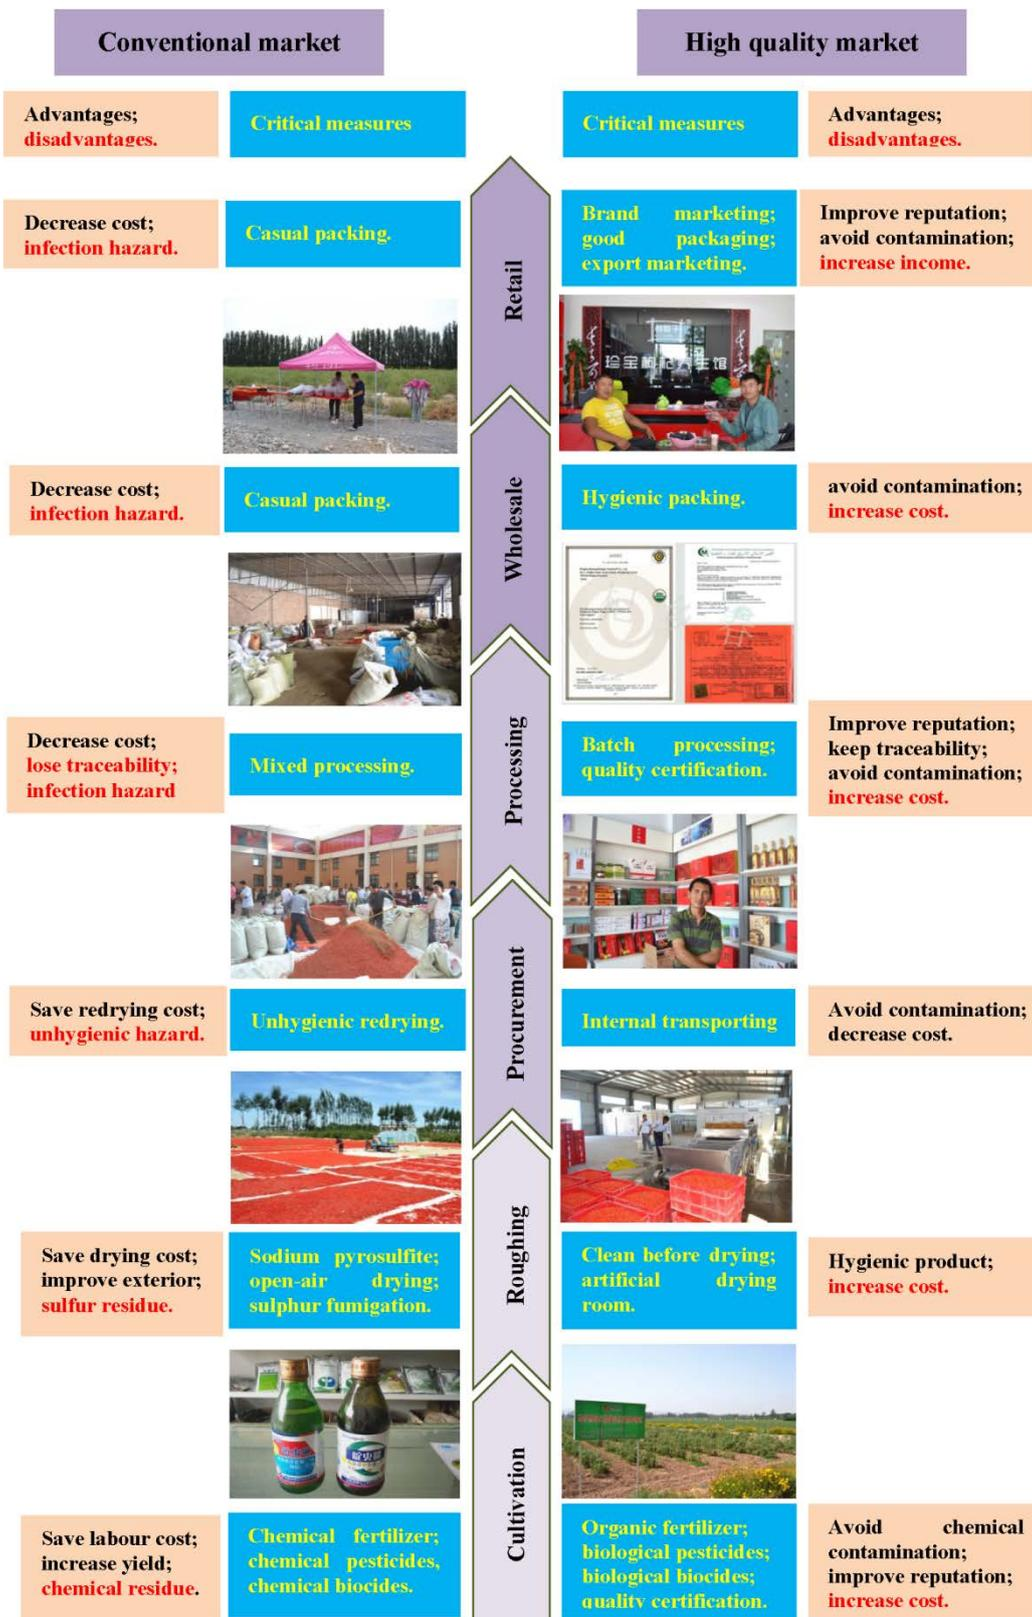 Conventional market
High quality market
Advantages;
disadvantages.
Critical measures
Critical measures
Advantages;
disadvantages.
Decrease cost;
infection hazard.
Casual packing.
Retail
Brand marketing;
good packaging;
export marketing.
Improve reputation;
avoid contamination;
increase income.
珍宝枸杞养生馆
Decrease cost;
infection hazard.
Casual packing.
Wholesale
Hygienic packing.
avoid contamination;
increase cost.
Decrease cost;
lose traceability;
infection hazard
Mixed processing.
Processing
Batch processing;
quality certification.
Improve reputation;
keep traceability;
avoid contamination;
increase cost.
Save redrying cost;
unhygienic hazard.
Unhygienic redrying.
Procurement
Internal transporting
Avoid contamination;
decrease cost.
Save drying cost;
improve exterior;
sulfur residue.
Sodium pyrosulfite;
open-air drying;
sulphur fumigation.
Roughing
Clean before drying;
artificial drying
room.
Hygienic product;
increase cost.
Save labour cost;
increase yield;
chemical residue.
Chemical fertilizer;
chemical pesticides,
chemical biocides.
Cultivation
Organic fertilizer;
biological pesticides;
biological biocides;
quality certification.
Avoid chemical
contamination;
improve reputation;
increase cost.